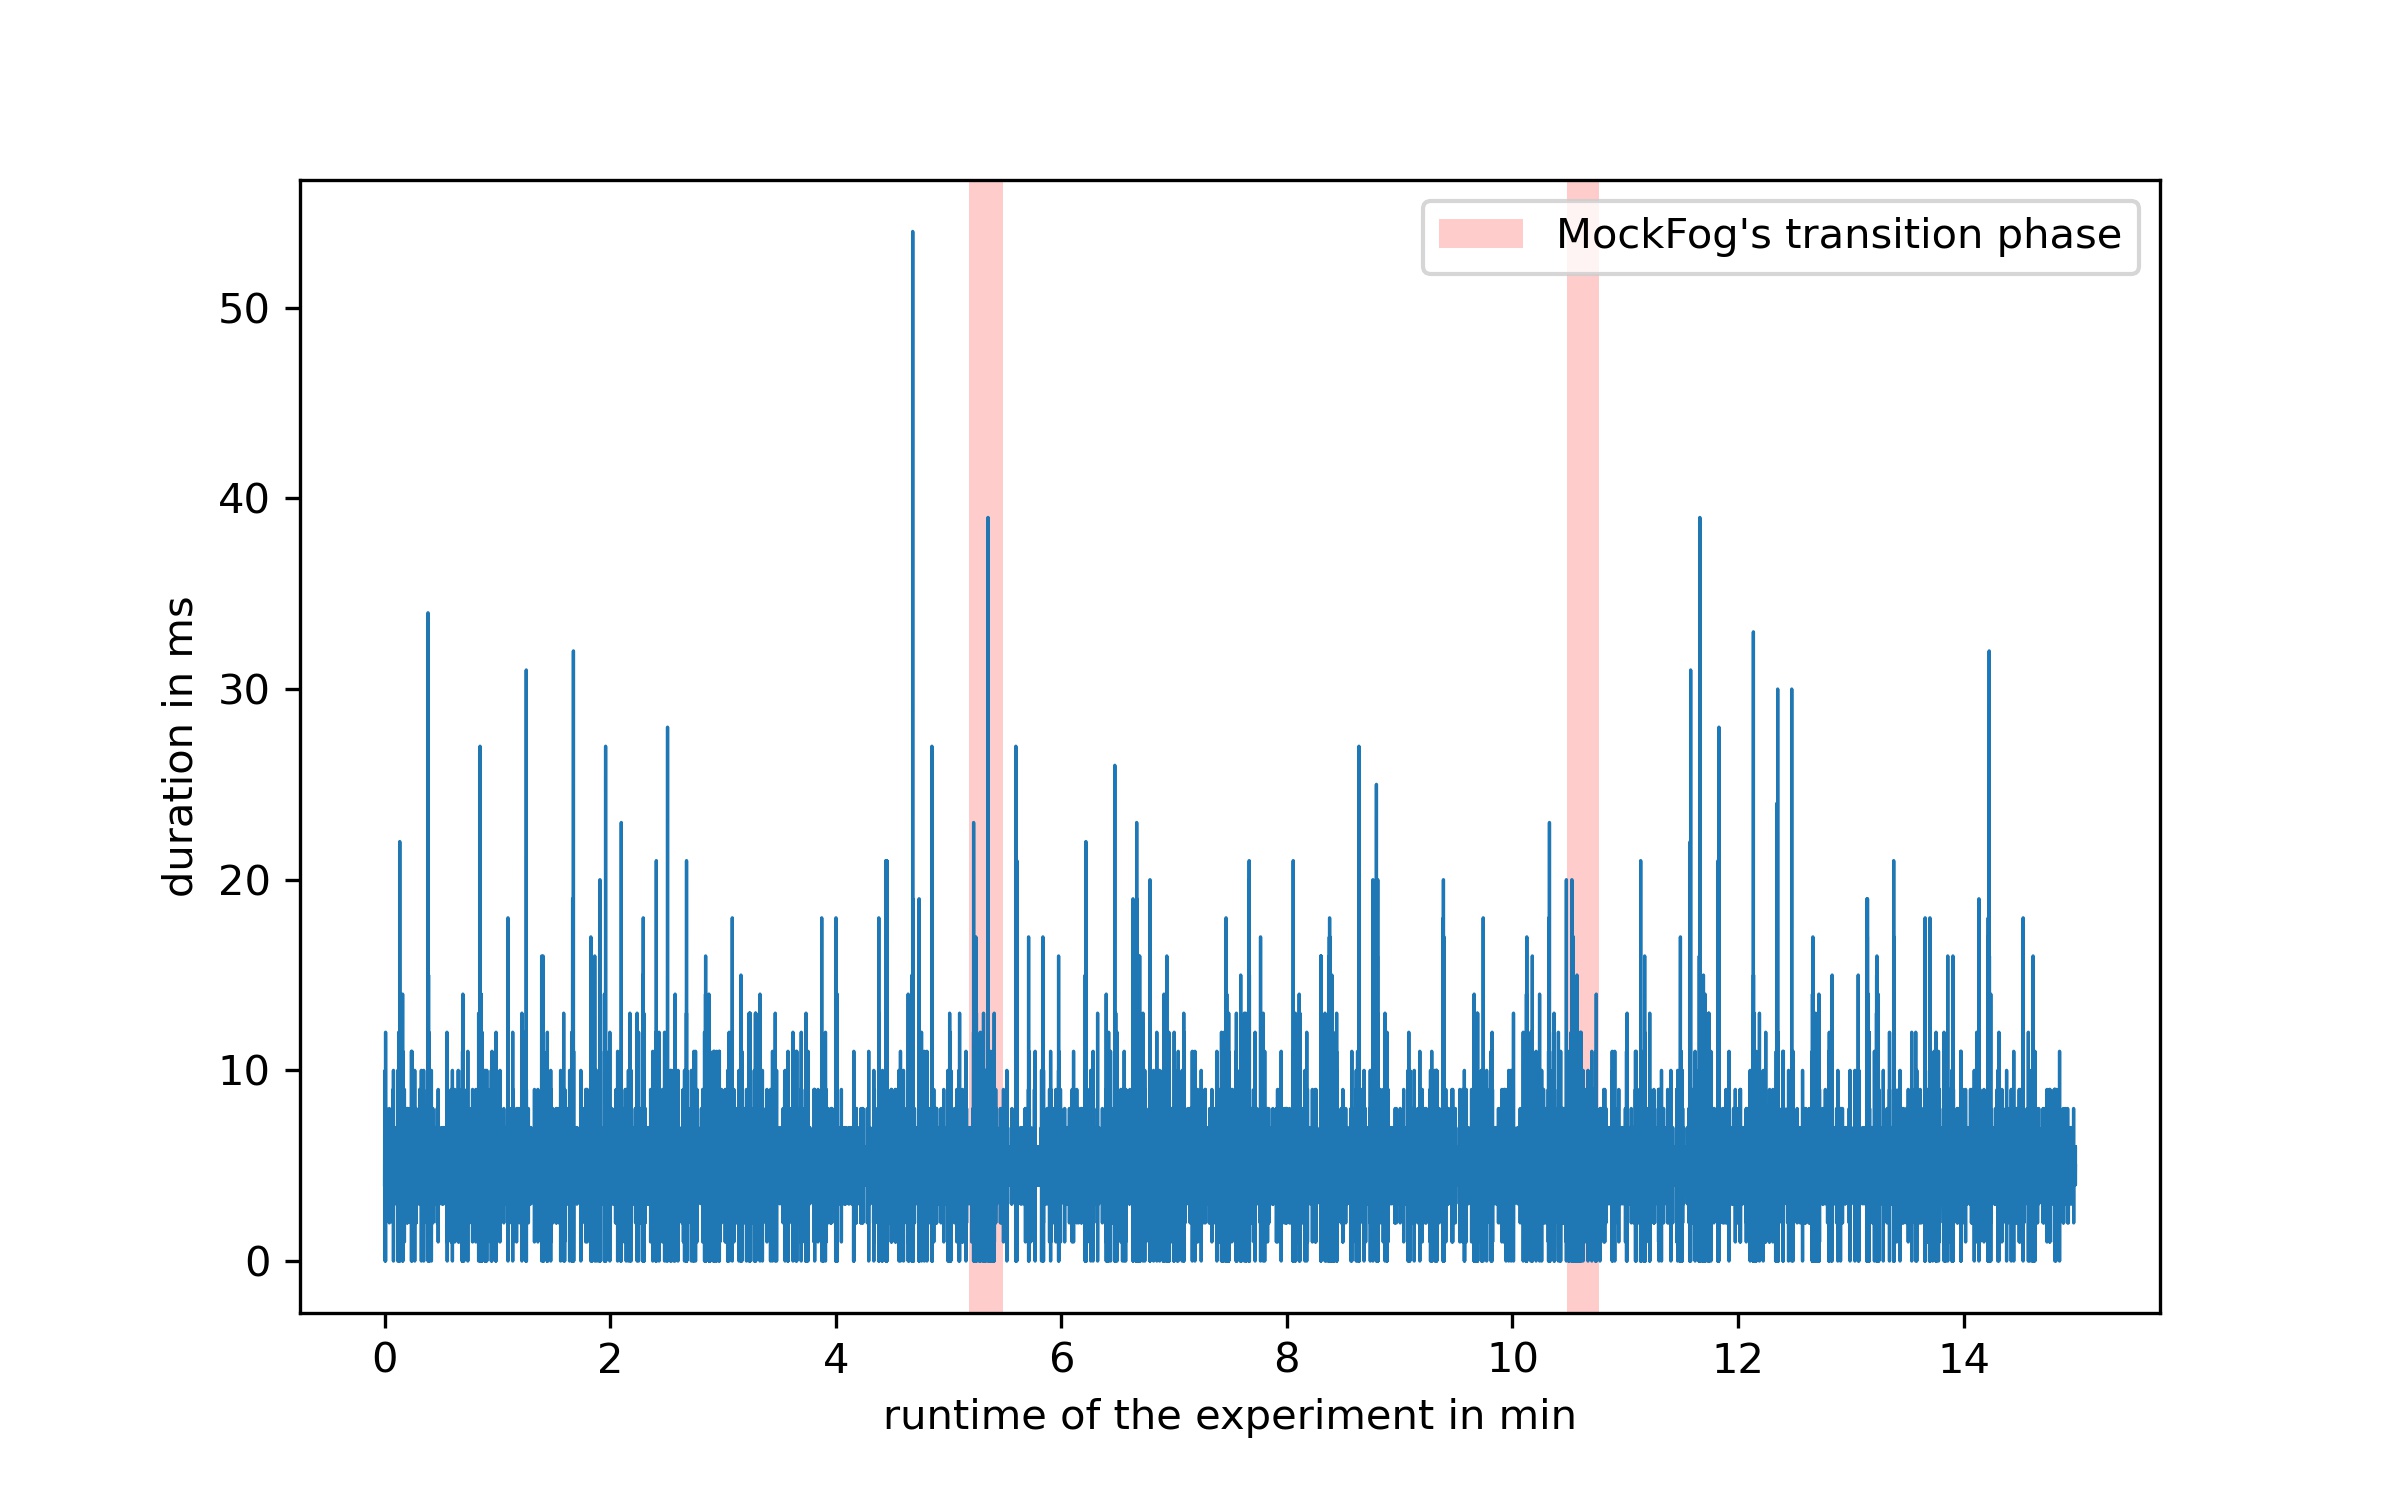 MockFog's transition phase
50
40
30
20
10
0
duration in ms
0 2 4 6 8 10 12 14
runtime of the experiment in min